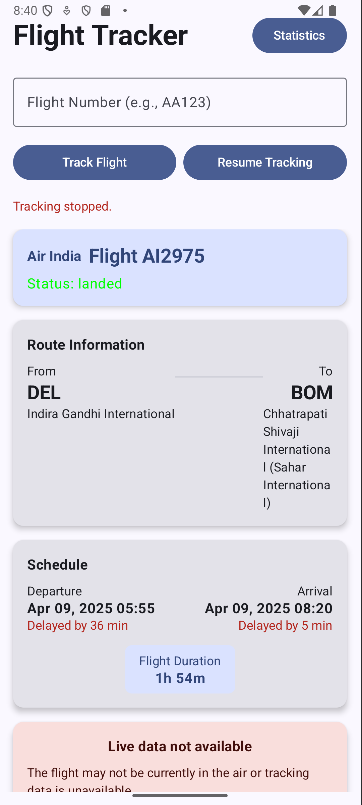 8:40
Flight Tracker
Statistics
Flight Number (e.g., AA123)
Track Flight
Resume Tracking
Tracking stopped.
Air India Flight AI2975
Status: landed
Route Information
From
To
DEL
BOM
Indira Gandhi International
Chhatrapati
Shivaji
Internationa
l (Sahar
Internationa
l)
Schedule
Departure
Arrival
Apr 09, 2025 05:55
Apr 09, 2025 08:20
Delayed by 36 min
Delayed by 5 min
Flight Duration
1h 54m
Live data not available
The flight may not be currently in the air or tracking
data is unavailable